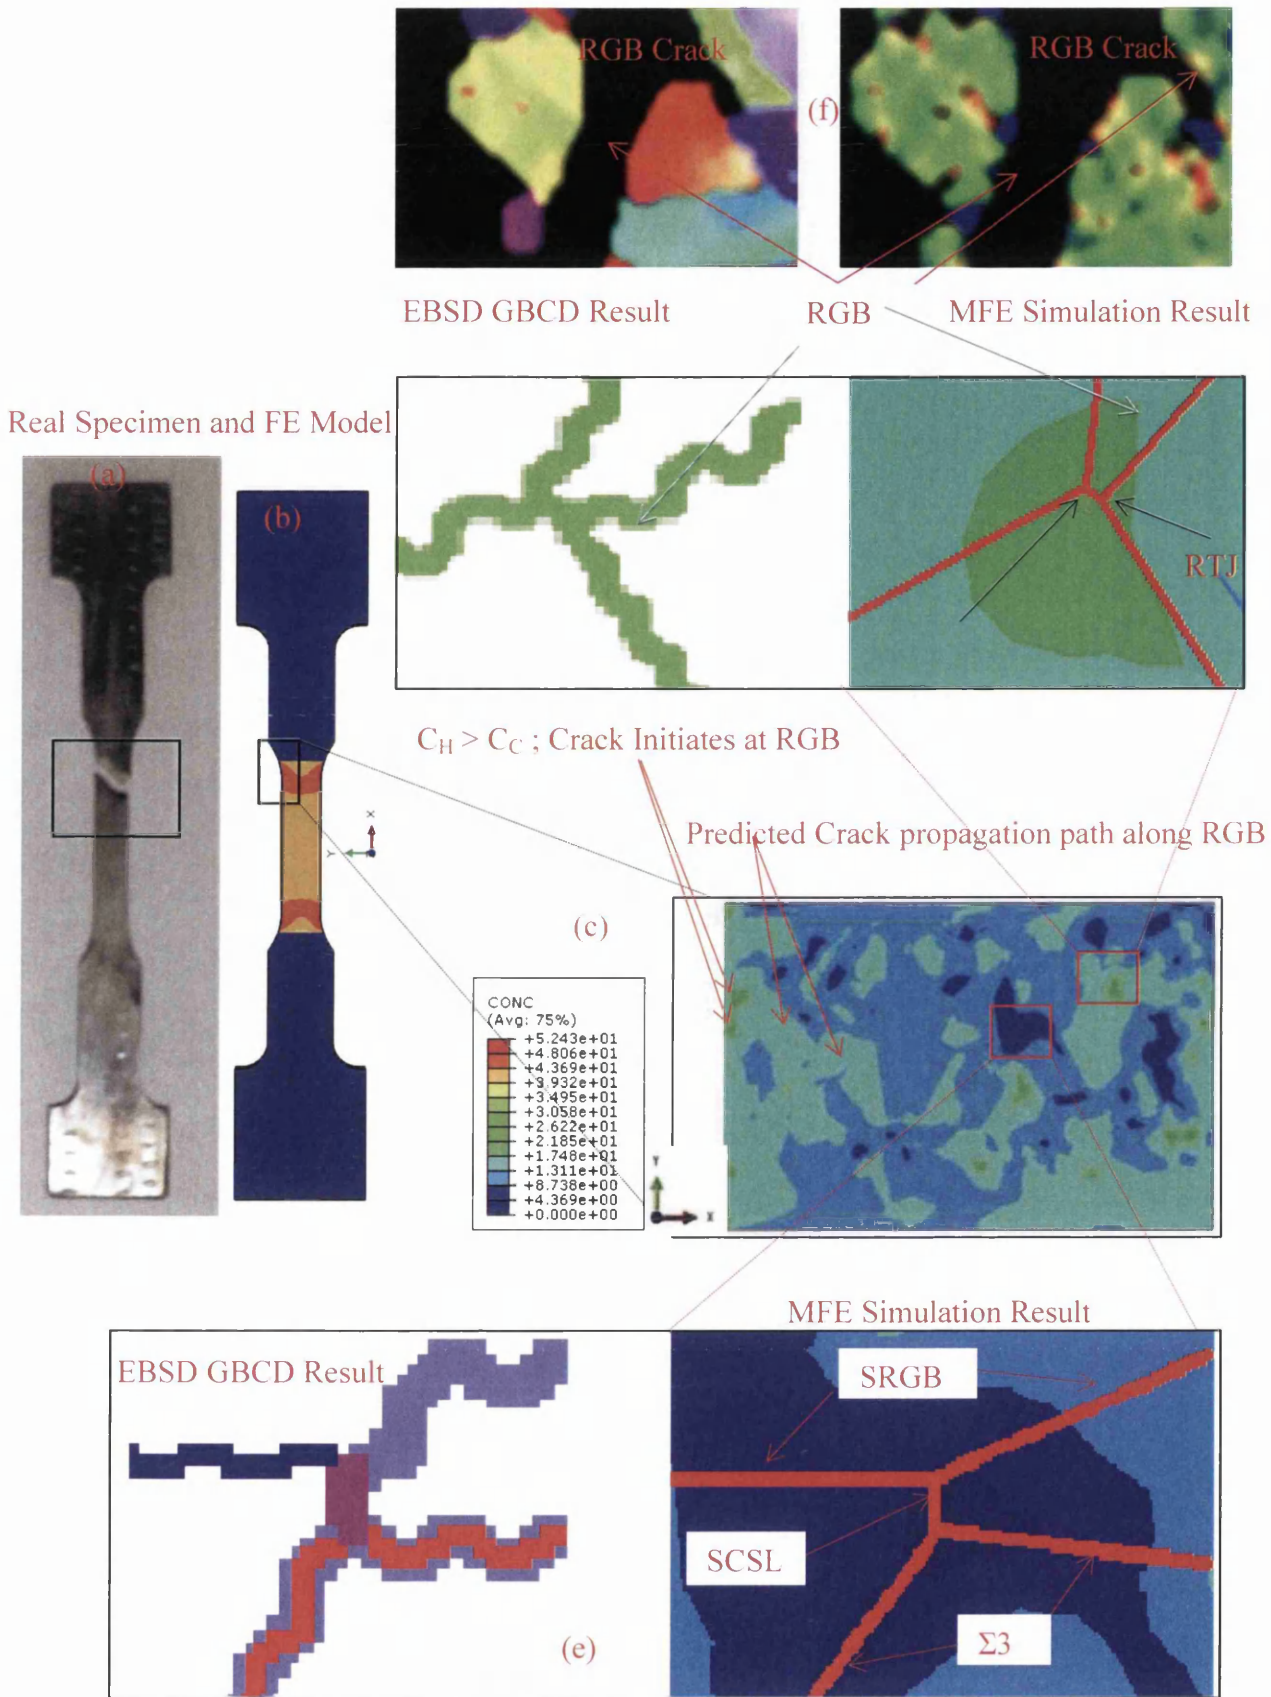 RGB Crack
RGB Crack
(f)
EBSD GBCD Result
RGB
MFE Simulation Result
Real Specimen and FE Model
(a)
(b)
RTJ
C_H > C_C ; Crack Initiates at RGB
Predicted Crack propagation path along RGB
X
Y
(c)
CONC
(Avg: 75%)
+5.243e+01
+4.806e+01
+4.369e+01
+3.932e+01
+3.495e+01
+3.058e+01
+2.622e+01
+2.185e+01
+1.748e+01
+1.311e+01
+8.738e+00
+4.369e+00
+0.000e+00
Y
X
MFE Simulation Result
EBSD GBCD Result
SRGB
SCSL
Σ3
(e)